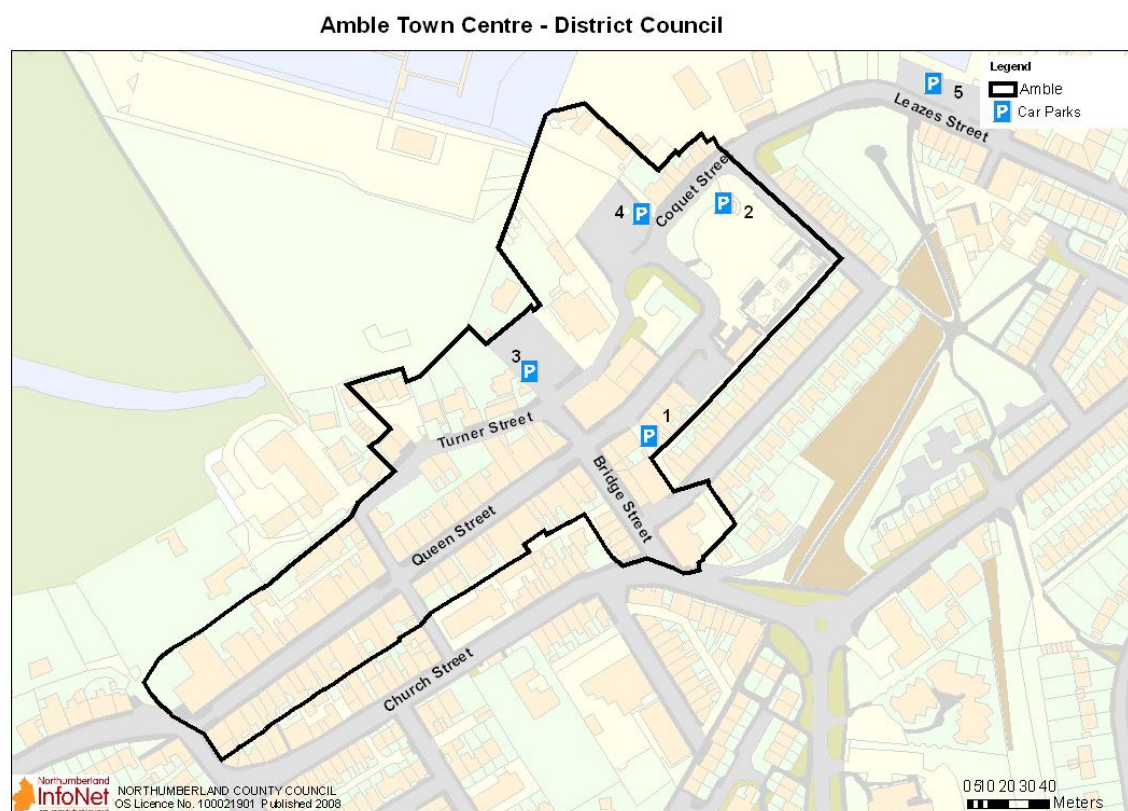 Amble Town Centre - District Council
Legend
Amble
P Car Parks
P 5
Leazes Street
Coquet Street
4 P
P 2
3
P
1
P
Turner Street
Bridge Street
Queen Street
Church Street
Northumberland
InfoNet
NORTHUMBERLAND COUNTY COUNCIL
OS Licence No. 100021901 Published 2008
0 510 20 30 40
Meters